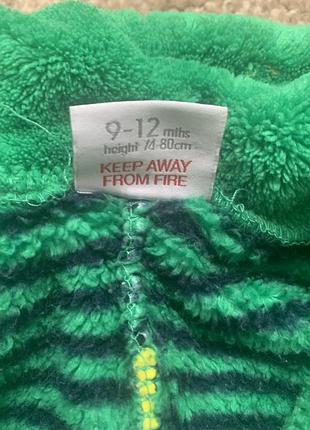 9-12 mths
height 74-80cm
KEEP AWAY
FROM FIRE